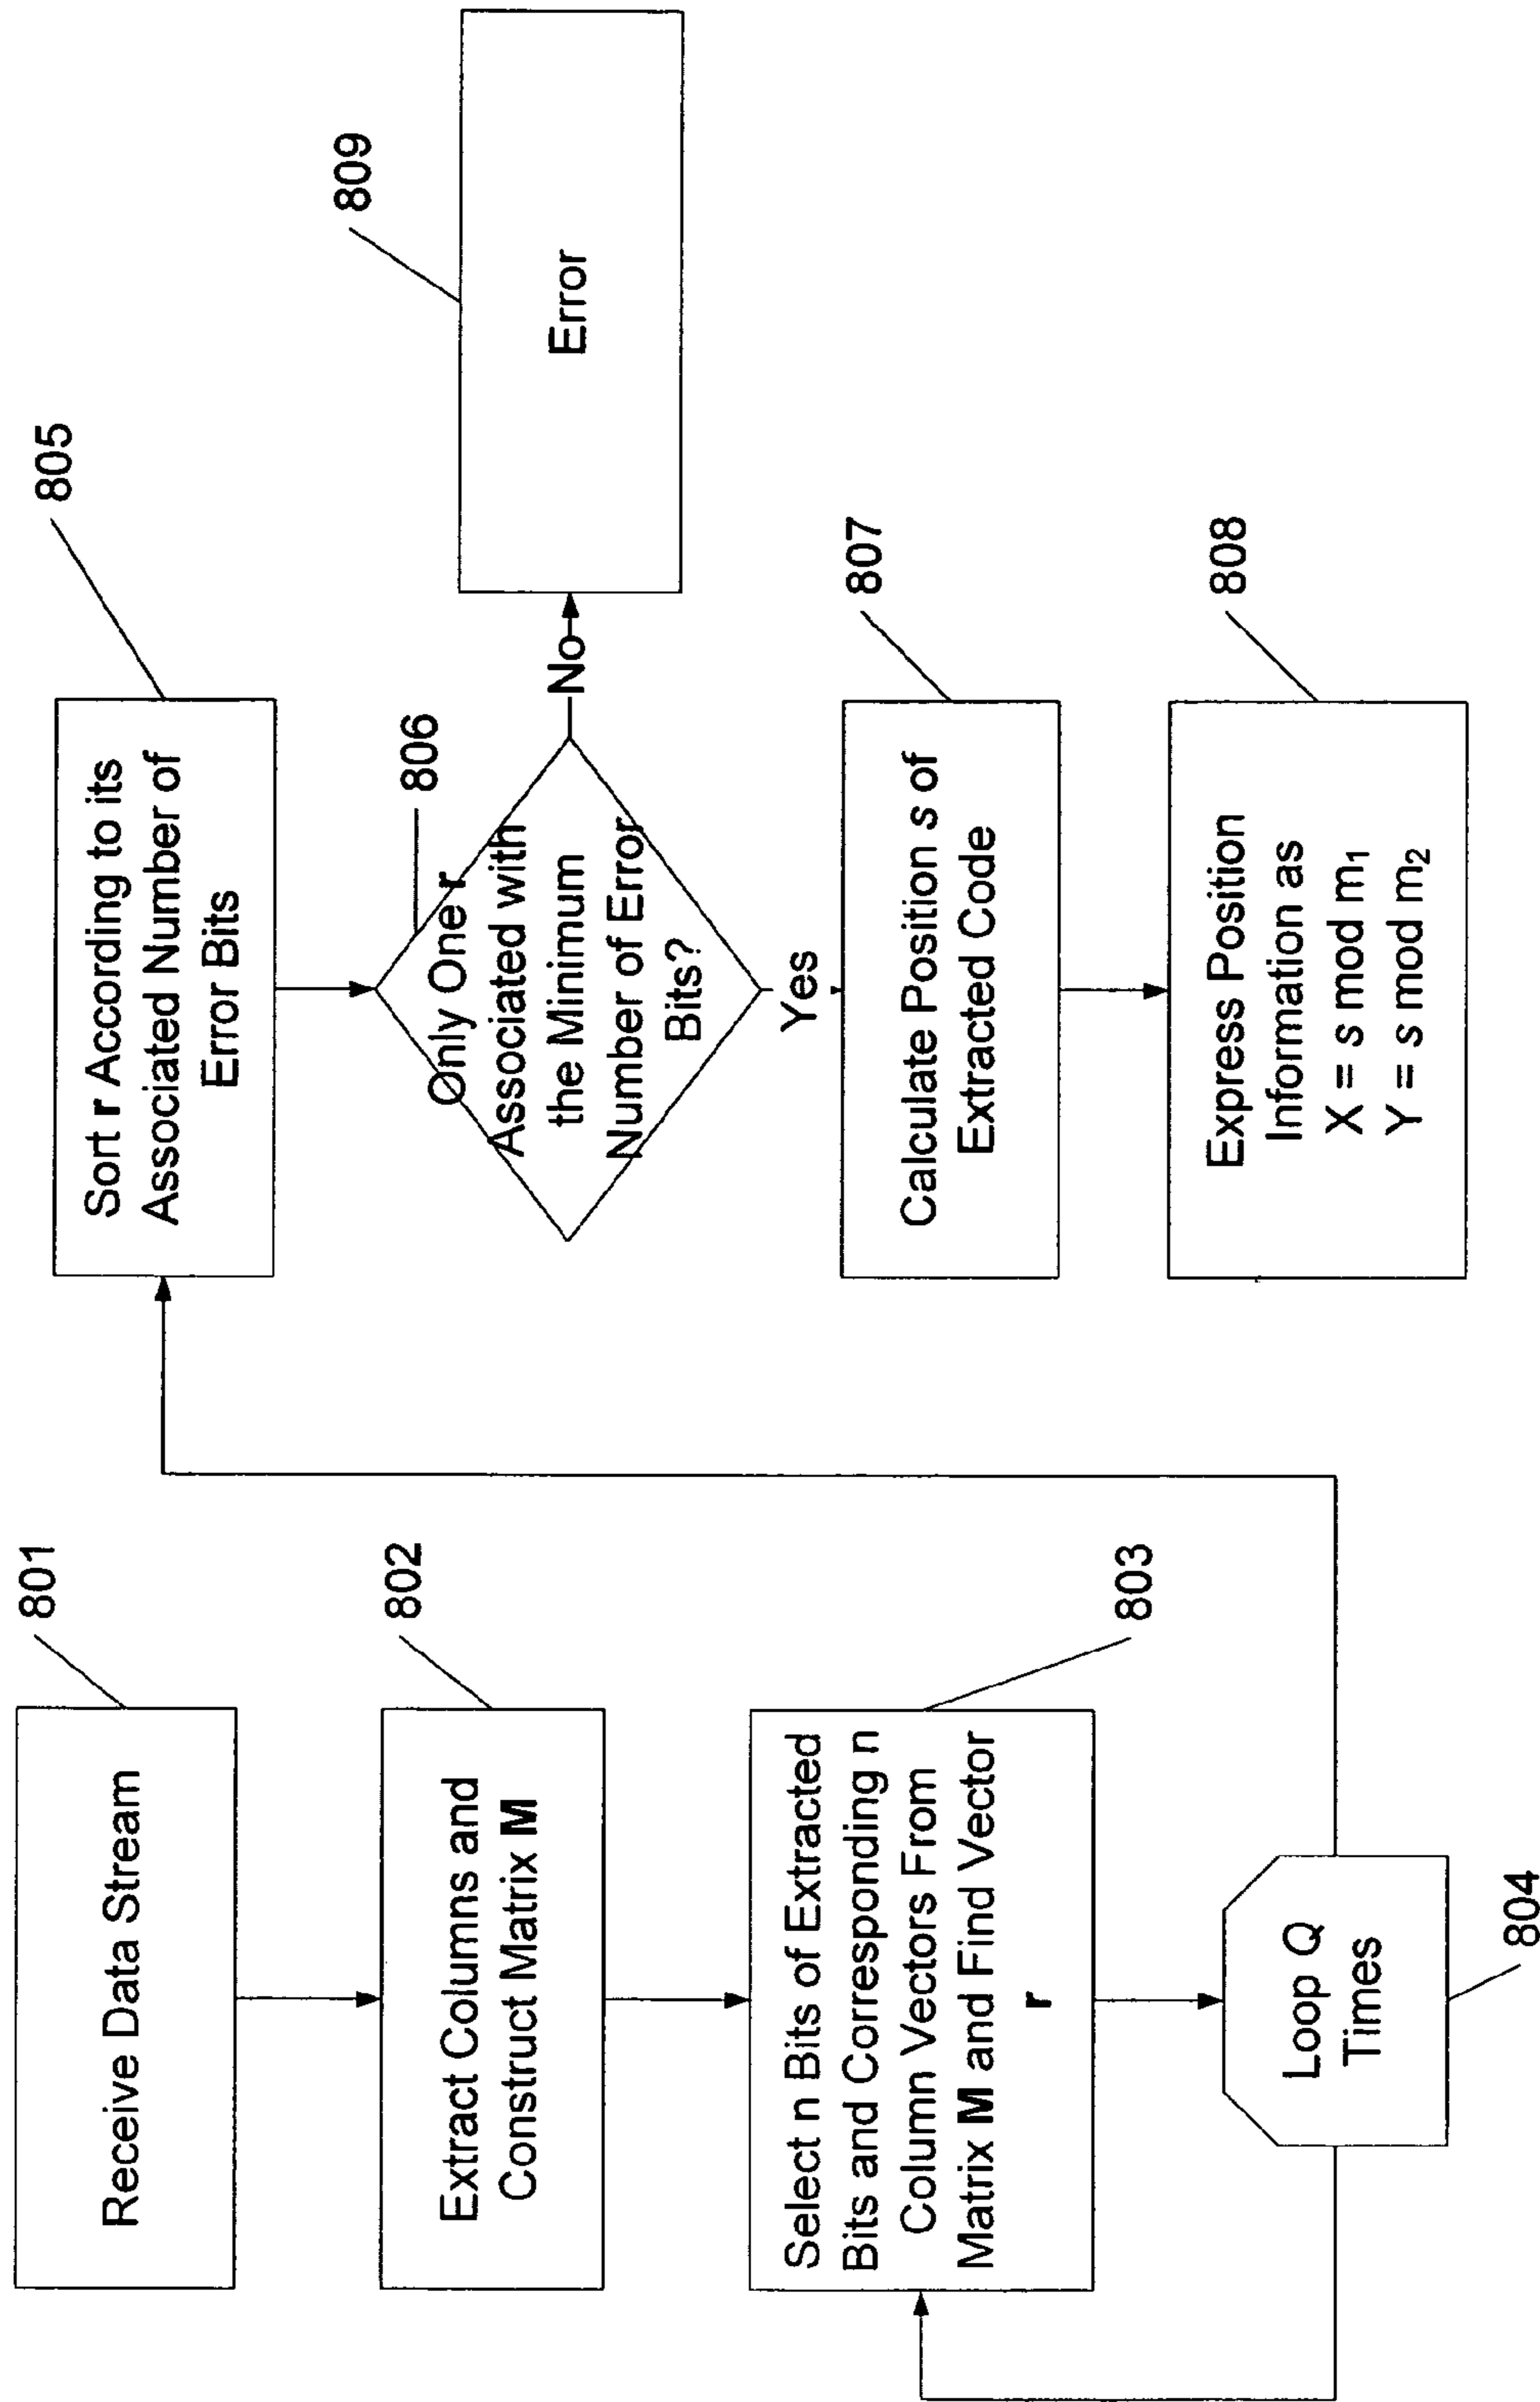 801
Receive Data Stream
802
Extract Columns and
Construct Matrix M
803
Select n Bits of Extracted
Bits and Corresponding n
Column Vectors From
Matrix M and Find Vector
r
Loop Q
Times
804
805
Sort r According to its
Associated Number of
Error Bits
806
Only One r
Associated with
the Minimum
Number of Error
Bits?
No
809
Error
Yes
807
Calculate Position s of
Extracted Code
808
Express Position
Information as
X = s mod m₁
Y = s mod m₂